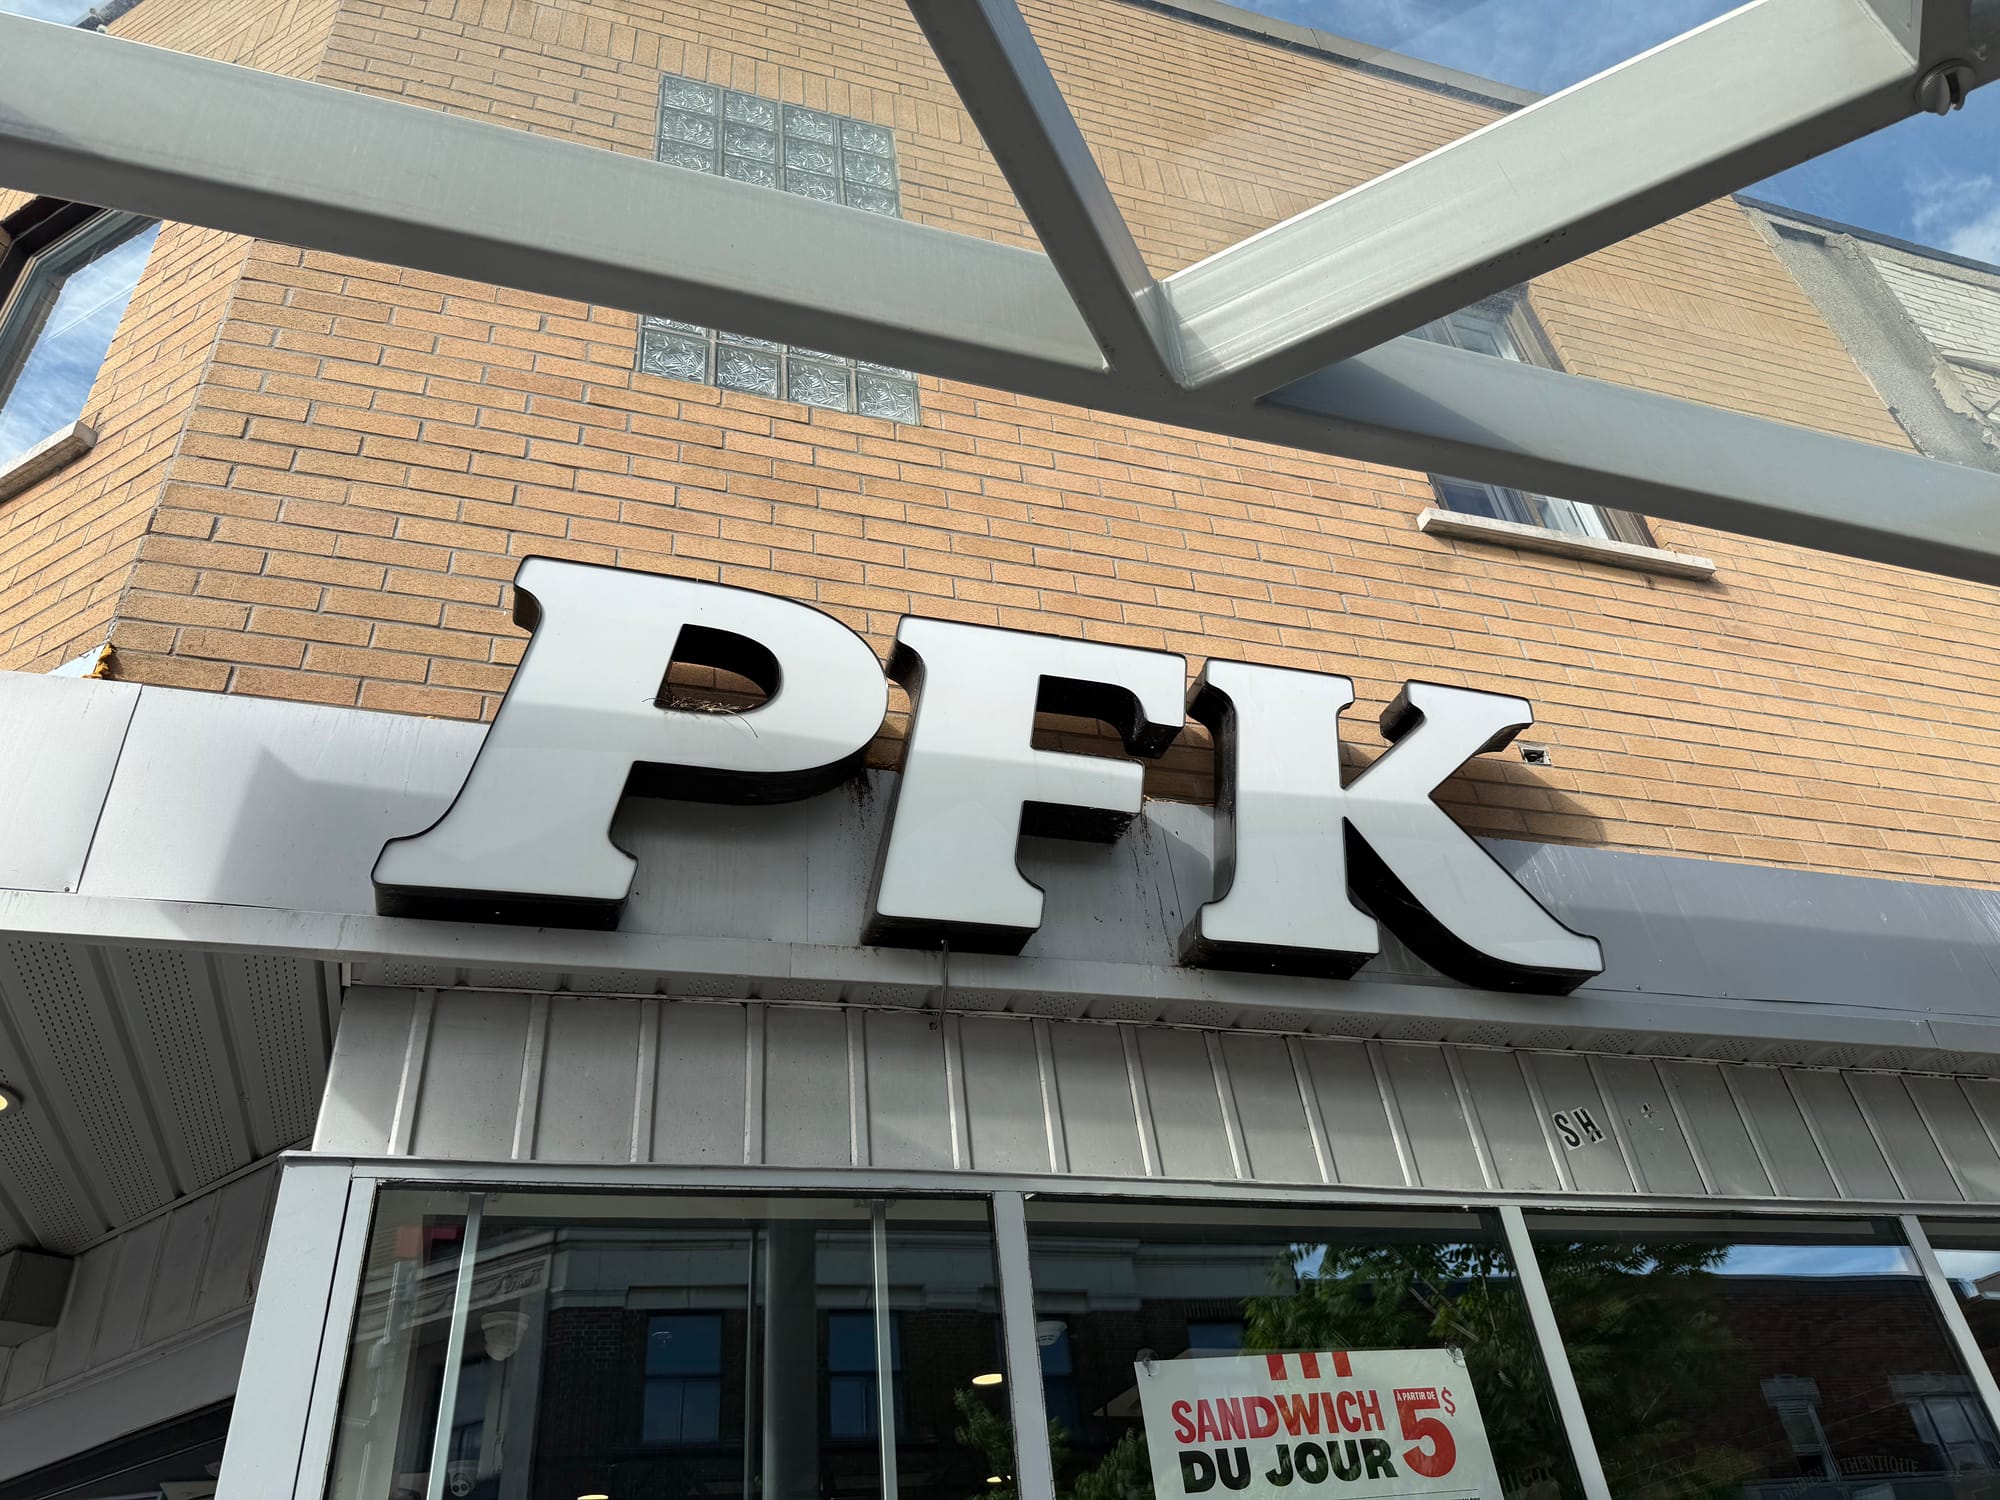 PFK
SH
SANDWICH
DU JOUR
À PARTIR DE
5$